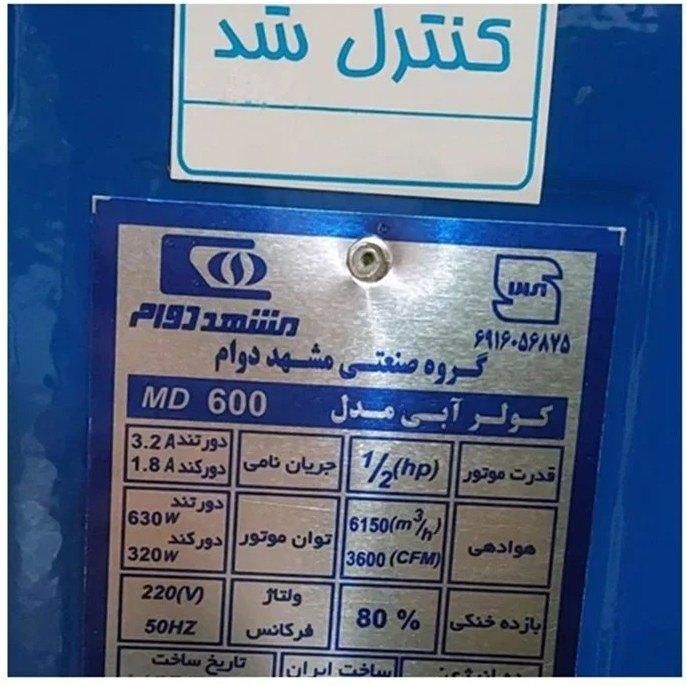 کنترل شد
مشهد دوام
۶۹۱۶۰۵۶۸۷۵
گروه صنعتی مشهد دوام
کولر آبی مدل MD 600
قدرت موتور 1/2(hp) جریان نامی دورتند 3.2 A
دورکند 1.8 A
هوادهی 6150(m³/h) توان موتور دورتند 630W
3600 (CFM) دورکند 320W
بازده خنکی 80 % ولتاژ 220(V)
فرکانس 50HZ
ساخت ایران تاریخ ساخت